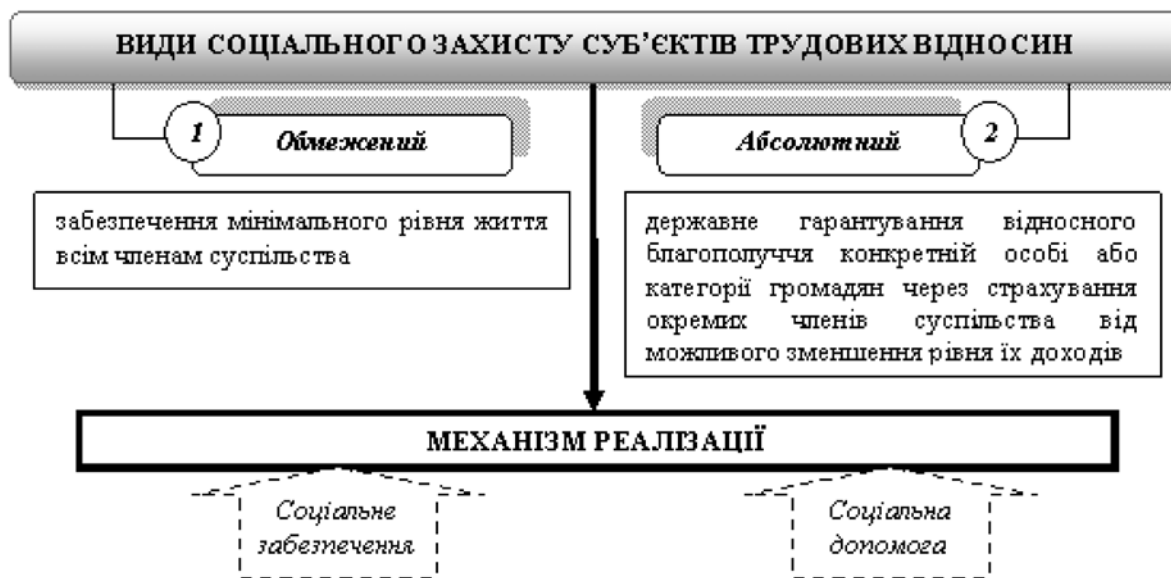 ВИДИ СОЦІАЛЬНОГО ЗАХИСТУ СУБ’ЄКТІВ ТРУДОВИХ ВІДНОСИН
1
Обмежений
Абсолютний
2
забезпечення мінімального рівня життя
всім членам суспільства
державне гарантування відносного
благополуччя конкретній особі або
категорії громадян через страхування
окремих членів суспільства від
можливого зменшення рівня їх доходів
МЕХАНІЗМ РЕАЛІЗАЦІЇ
Соціальне
забезпечення
Соціальна
допомога